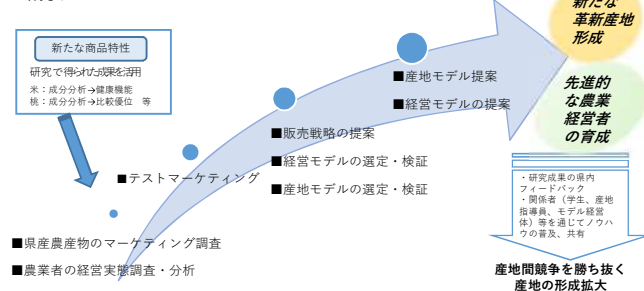 新たな商品特性
研究で得られた成果を活用
米：成分分析→健康機能
桃：成分分析→比較優位　等
■県産農産物のマーケティング調査
■農業者の経営実態調査・分析
■テストマーケティング
■販売戦略の提案
■経営モデルの選定・検証
■産地モデルの選定・検証
■産地モデル提案
■経営モデルの提案
新たな
革新産地
形成
先進的
な農業
経営者
の育成
・研究成果の県内
フィードバック
・関係者（学生、産地
指導員、モデル経営
体）等を通じてノウハ
ウの普及、共有
産地間競争を勝ち抜く
産地の形成拡大